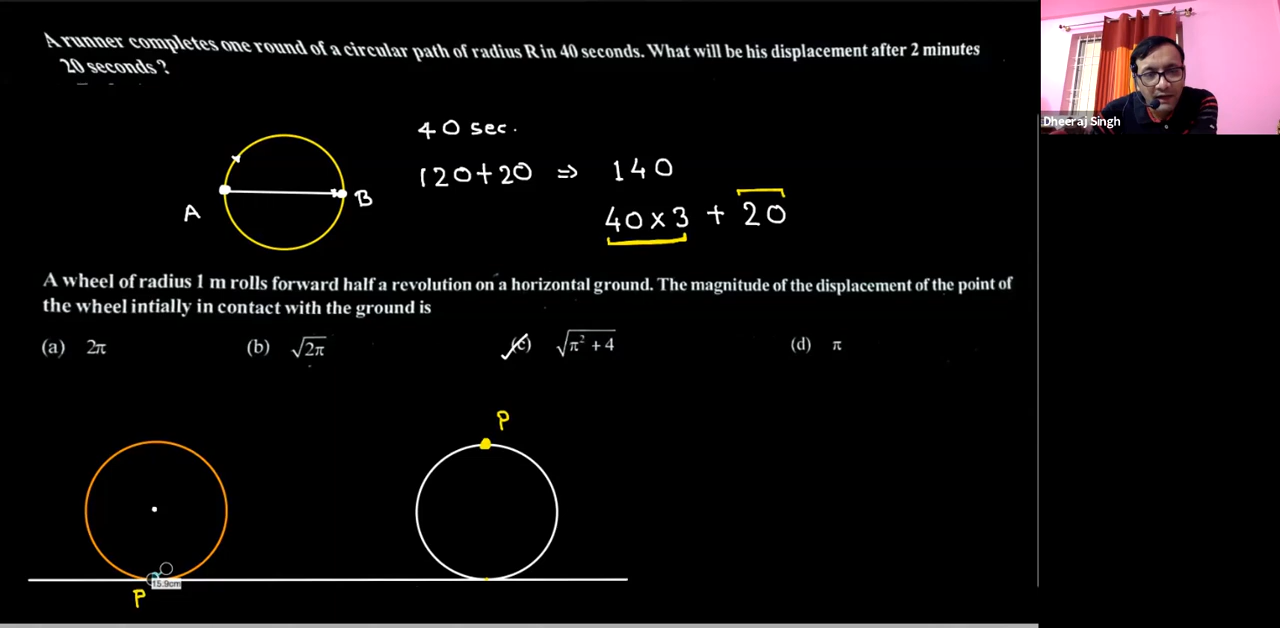 A runner completes one round of a circular path of radius R in 40 seconds. What will be his displacement after 2 minutes
20 seconds?
Dheeraj Singh
40 sec.
120+20 ⇒ 140
40 x 3 + 20
A
B
A wheel of radius 1 m rolls forward half a revolution on a horizontal ground. The magnitude of the displacement of the point of
the wheel intially in contact with the ground is
(a) 2π (b) √2π (c) √π² + 4 (d) π
P
15.9cm
P